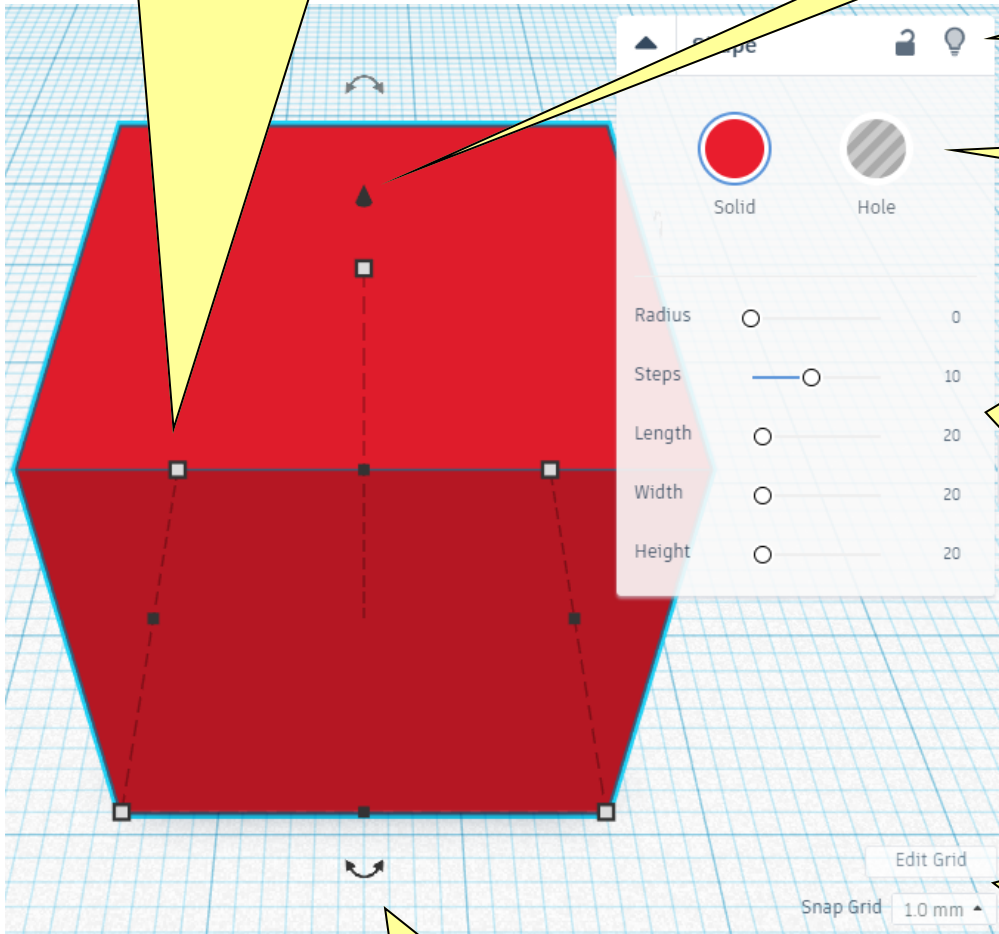 Solid Hole
Radius 0
Steps 10
Length 20
Width 20
Height 20
Edit Grid
Snap Grid 1.0 mm